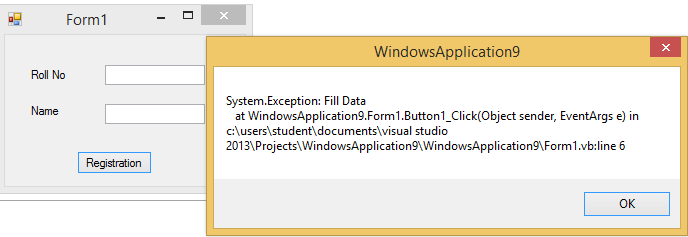 Form1
Roll No
Name
Registration
WindowsApplication9
System.Exception: Fill Data
at WindowsApplication9.Form1.Button1_Click(Object sender, EventArgs e) in
c:\users\student\documents\visual studio
2013\Projects\WindowsApplication9\WindowsApplication9\Form1.vb:line 6
OK